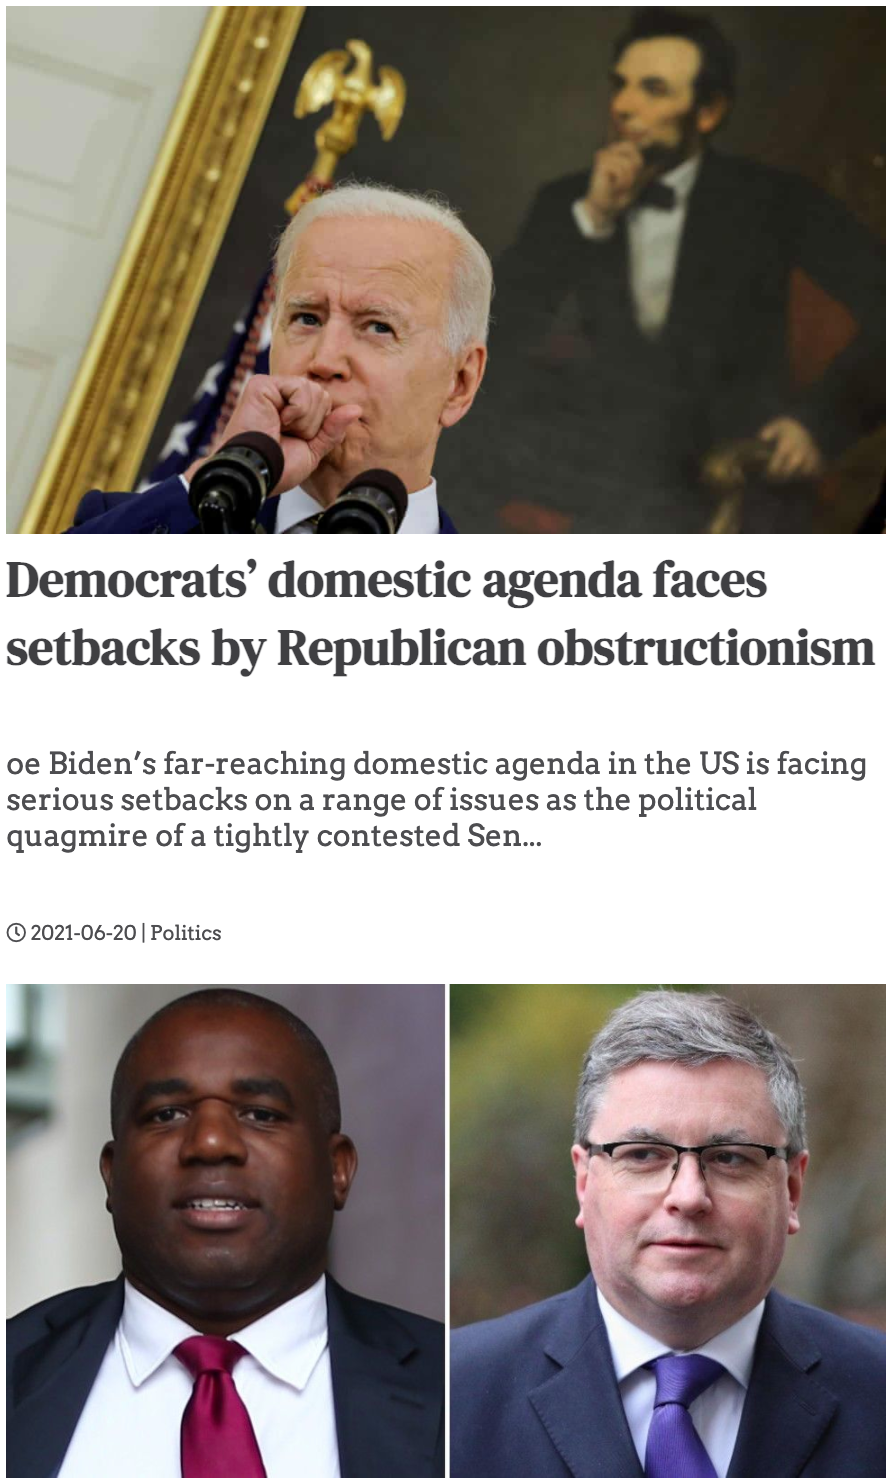 Democrats’ domestic agenda faces
setbacks by Republican obstructionism
oe Biden’s far-reaching domestic agenda in the US is facing
serious setbacks on a range of issues as the political
quagmire of a tightly contested Sen...
2021-06-20 | Politics